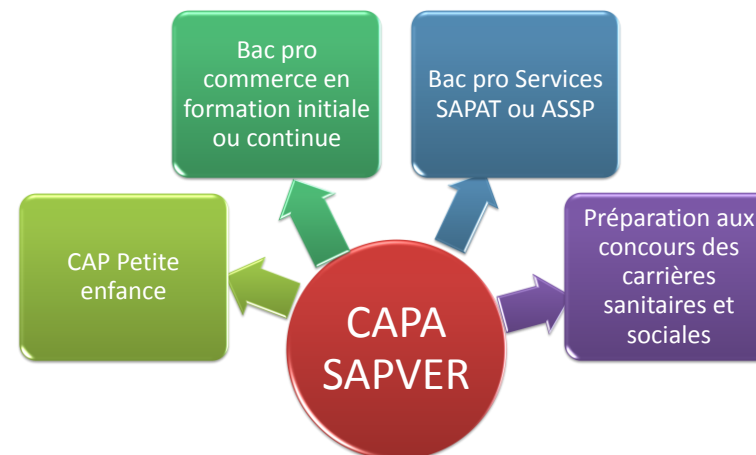 Bac pro
commerce en
formation initiale
ou continue
Bac pro Services
SAPAT ou ASSP
CAP Petite
enfance
Préparation aux
concours des
carrières
sanitaires et
sociales
CAPA
SAPVER